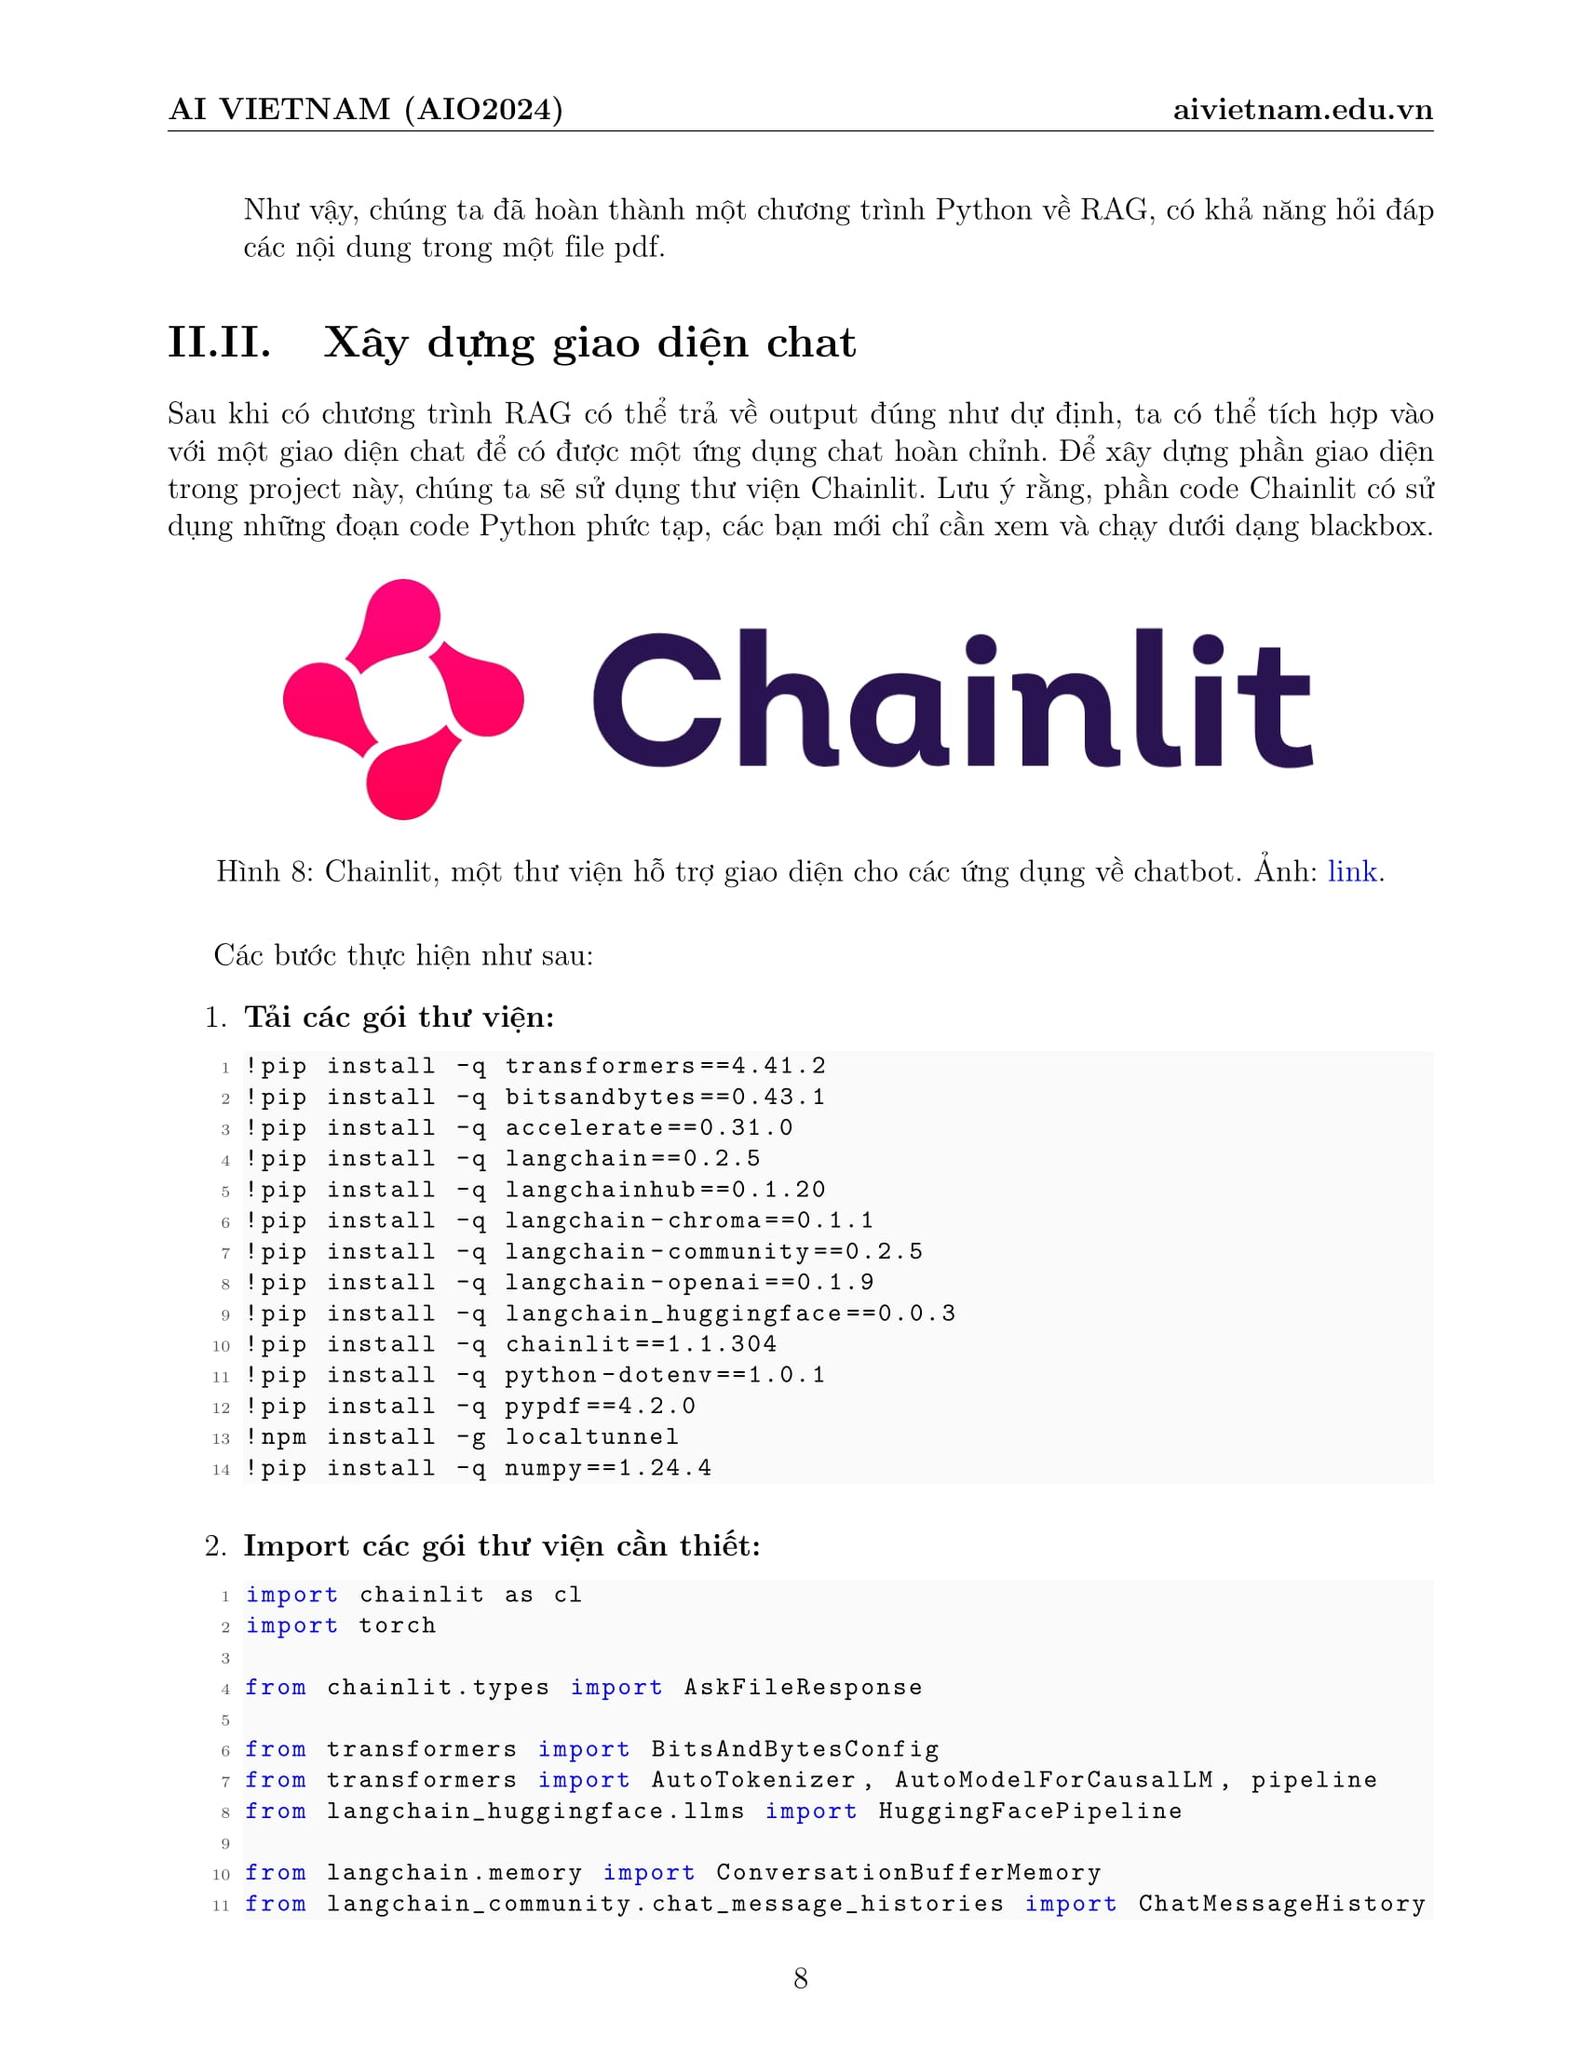 AI VIETNAM (AIO2024) aivietnam.edu.vn
Như vậy, chúng ta đã hoàn thành một chương trình Python về RAG, có khả năng hỏi đáp
các nội dung trong một file pdf.
II.II. Xây dựng giao diện chat
Sau khi có chương trình RAG có thể trả về output đúng như dự định, ta có thể tích hợp vào
với một giao diện chat để có được một ứng dụng chat hoàn chỉnh. Để xây dựng phần giao diện
trong project này, chúng ta sẽ sử dụng thư viện Chainlit. Lưu ý rằng, phần code Chainlit có sử
dụng những đoạn code Python phức tạp, các bạn mới chỉ cần xem và chạy dưới dạng blackbox.
Chainlit
Hình 8: Chainlit, một thư viện hỗ trợ giao diện cho các ứng dụng về chatbot. Ảnh: link.
Các bước thực hiện như sau:
1. Tải các gói thư viện:
1 !pip install -q transformers==4.41.2
2 !pip install -q bitsandbytes==0.43.1
3 !pip install -q accelerate==0.31.0
4 !pip install -q langchain==0.2.5
5 !pip install -q langchainhub==0.1.20
6 !pip install -q langchain-chroma==0.1.1
7 !pip install -q langchain-community==0.2.5
8 !pip install -q langchain-openai==0.1.9
9 !pip install -q langchain_huggingface==0.0.3
10 !pip install -q chainlit==1.1.304
11 !pip install -q python-dotenv==1.0.1
12 !pip install -q pypdf==4.2.0
13 !npm install -g localtunnel
14 !pip install -q numpy==1.24.4
2. Import các gói thư viện cần thiết:
1 import chainlit as cl
2 import torch
3
4 from chainlit.types import AskFileResponse
5
6 from transformers import BitsAndBytesConfig
7 from transformers import AutoTokenizer, AutoModelForCausalLM, pipeline
8 from langchain_huggingface.llms import HuggingFacePipeline
9
10 from langchain.memory import ConversationBufferMemory
11 from langchain_community.chat_message_histories import ChatMessageHistory
8